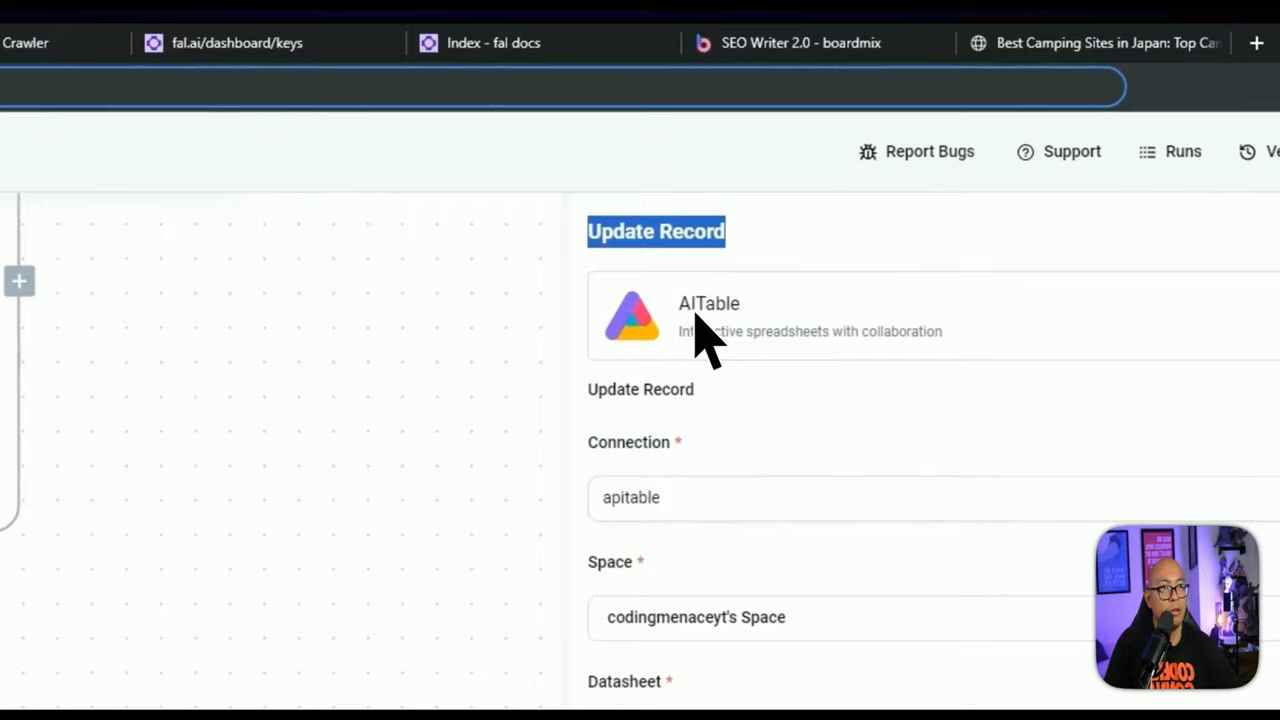 Crawler
fal.ai/dashboard/keys
Index - fal docs
SEO Writer 2.0 - boardmix
Best Camping Sites in Japan: Top Ca
Report Bugs
Support
Runs
Ve
Update Record
AITable
spreadsheets with collaboration
Update Record
Connection *
apitable
Space *
codingmenaceyt's Space
Datasheet *